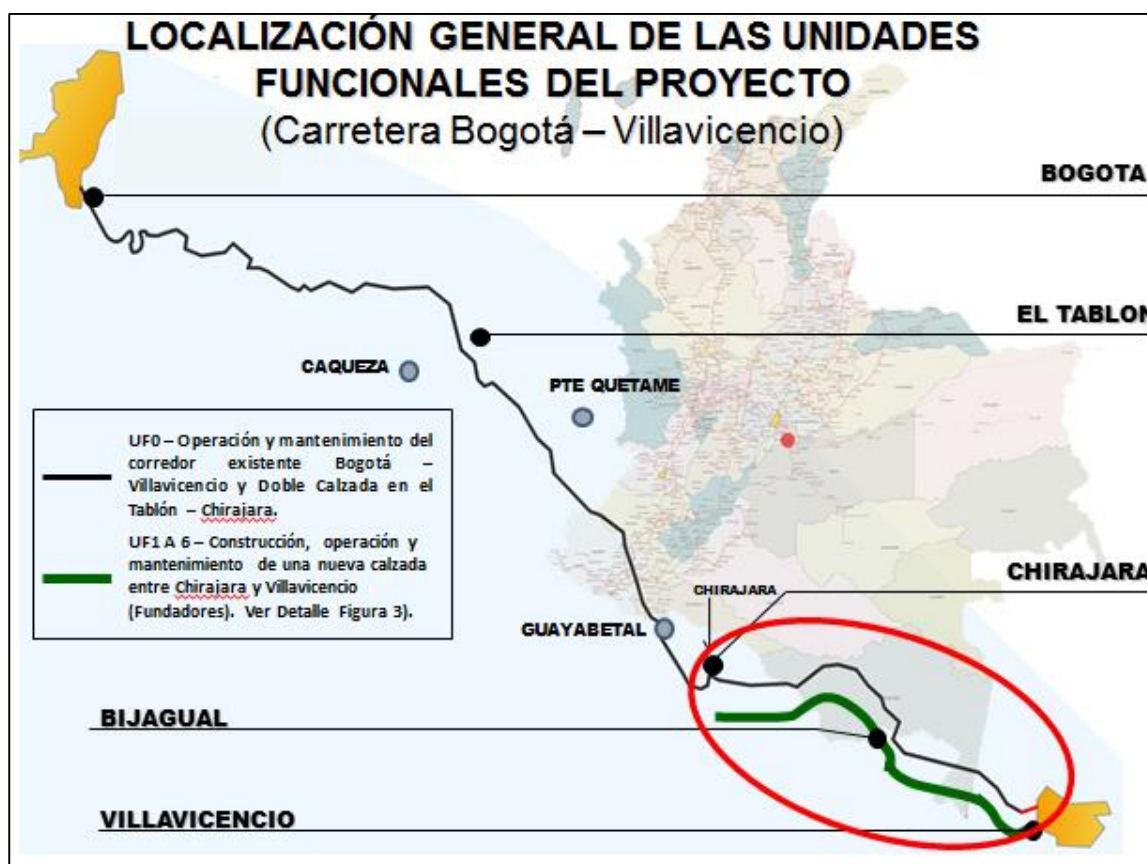 LOCALIZACIÓN GENERAL DE LAS UNIDADES
FUNCIONALES DEL PROYECTO
(Carretera Bogotá – Villavicencio)
BOGOTA
EL TABLON
CAQUEZA
PTE QUETAME
UF0 – Operación y mantenimiento del
corredor existente Bogotá –
Villavicencio y Doble Calzada en el
Tablón – Chirajara.
UF1 A 6 – Construcción, operación y
mantenimiento de una nueva calzada
entre Chirajara y Villavicencio
(Fundadores). Ver Detalle Figura 3).
CHIRAJARA
CHIRAJARA
GUAYABETAL
BIJAGUAL
VILLAVICENCIO